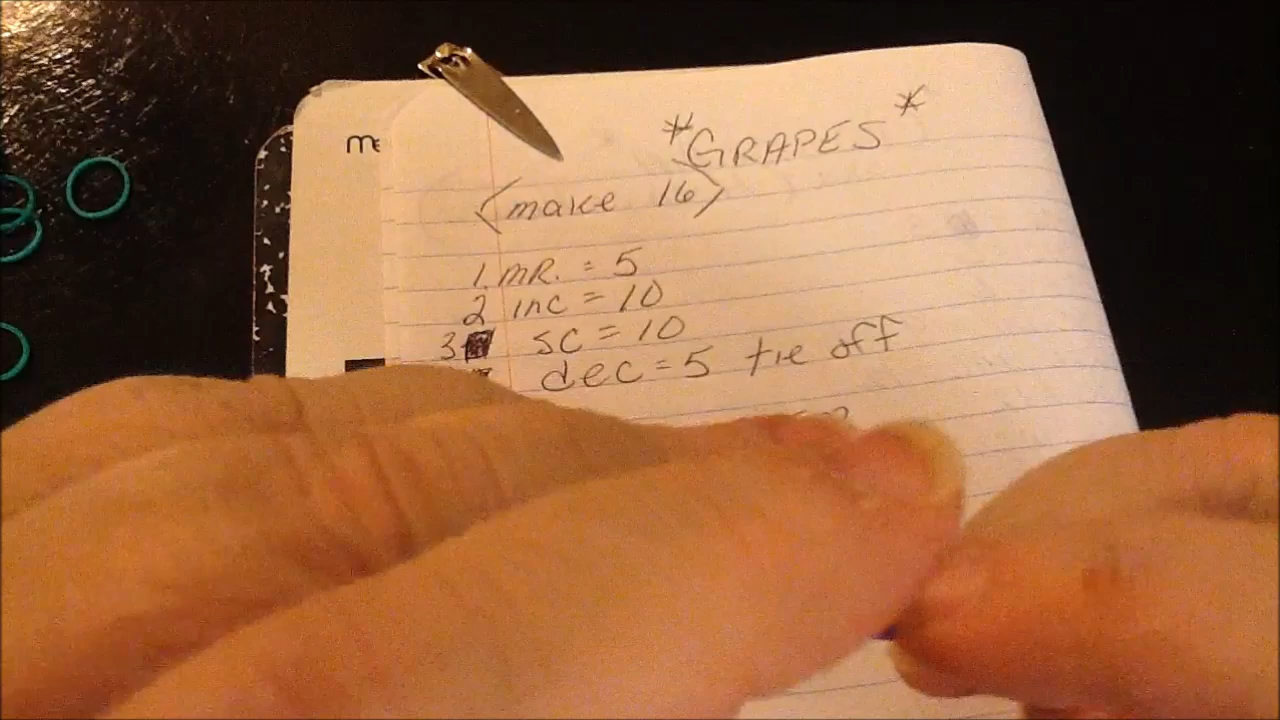 *GRAPES*
<make 16>
1. MR. = 5
2 inc = 10
3 sc = 10
dec = 5 tie off